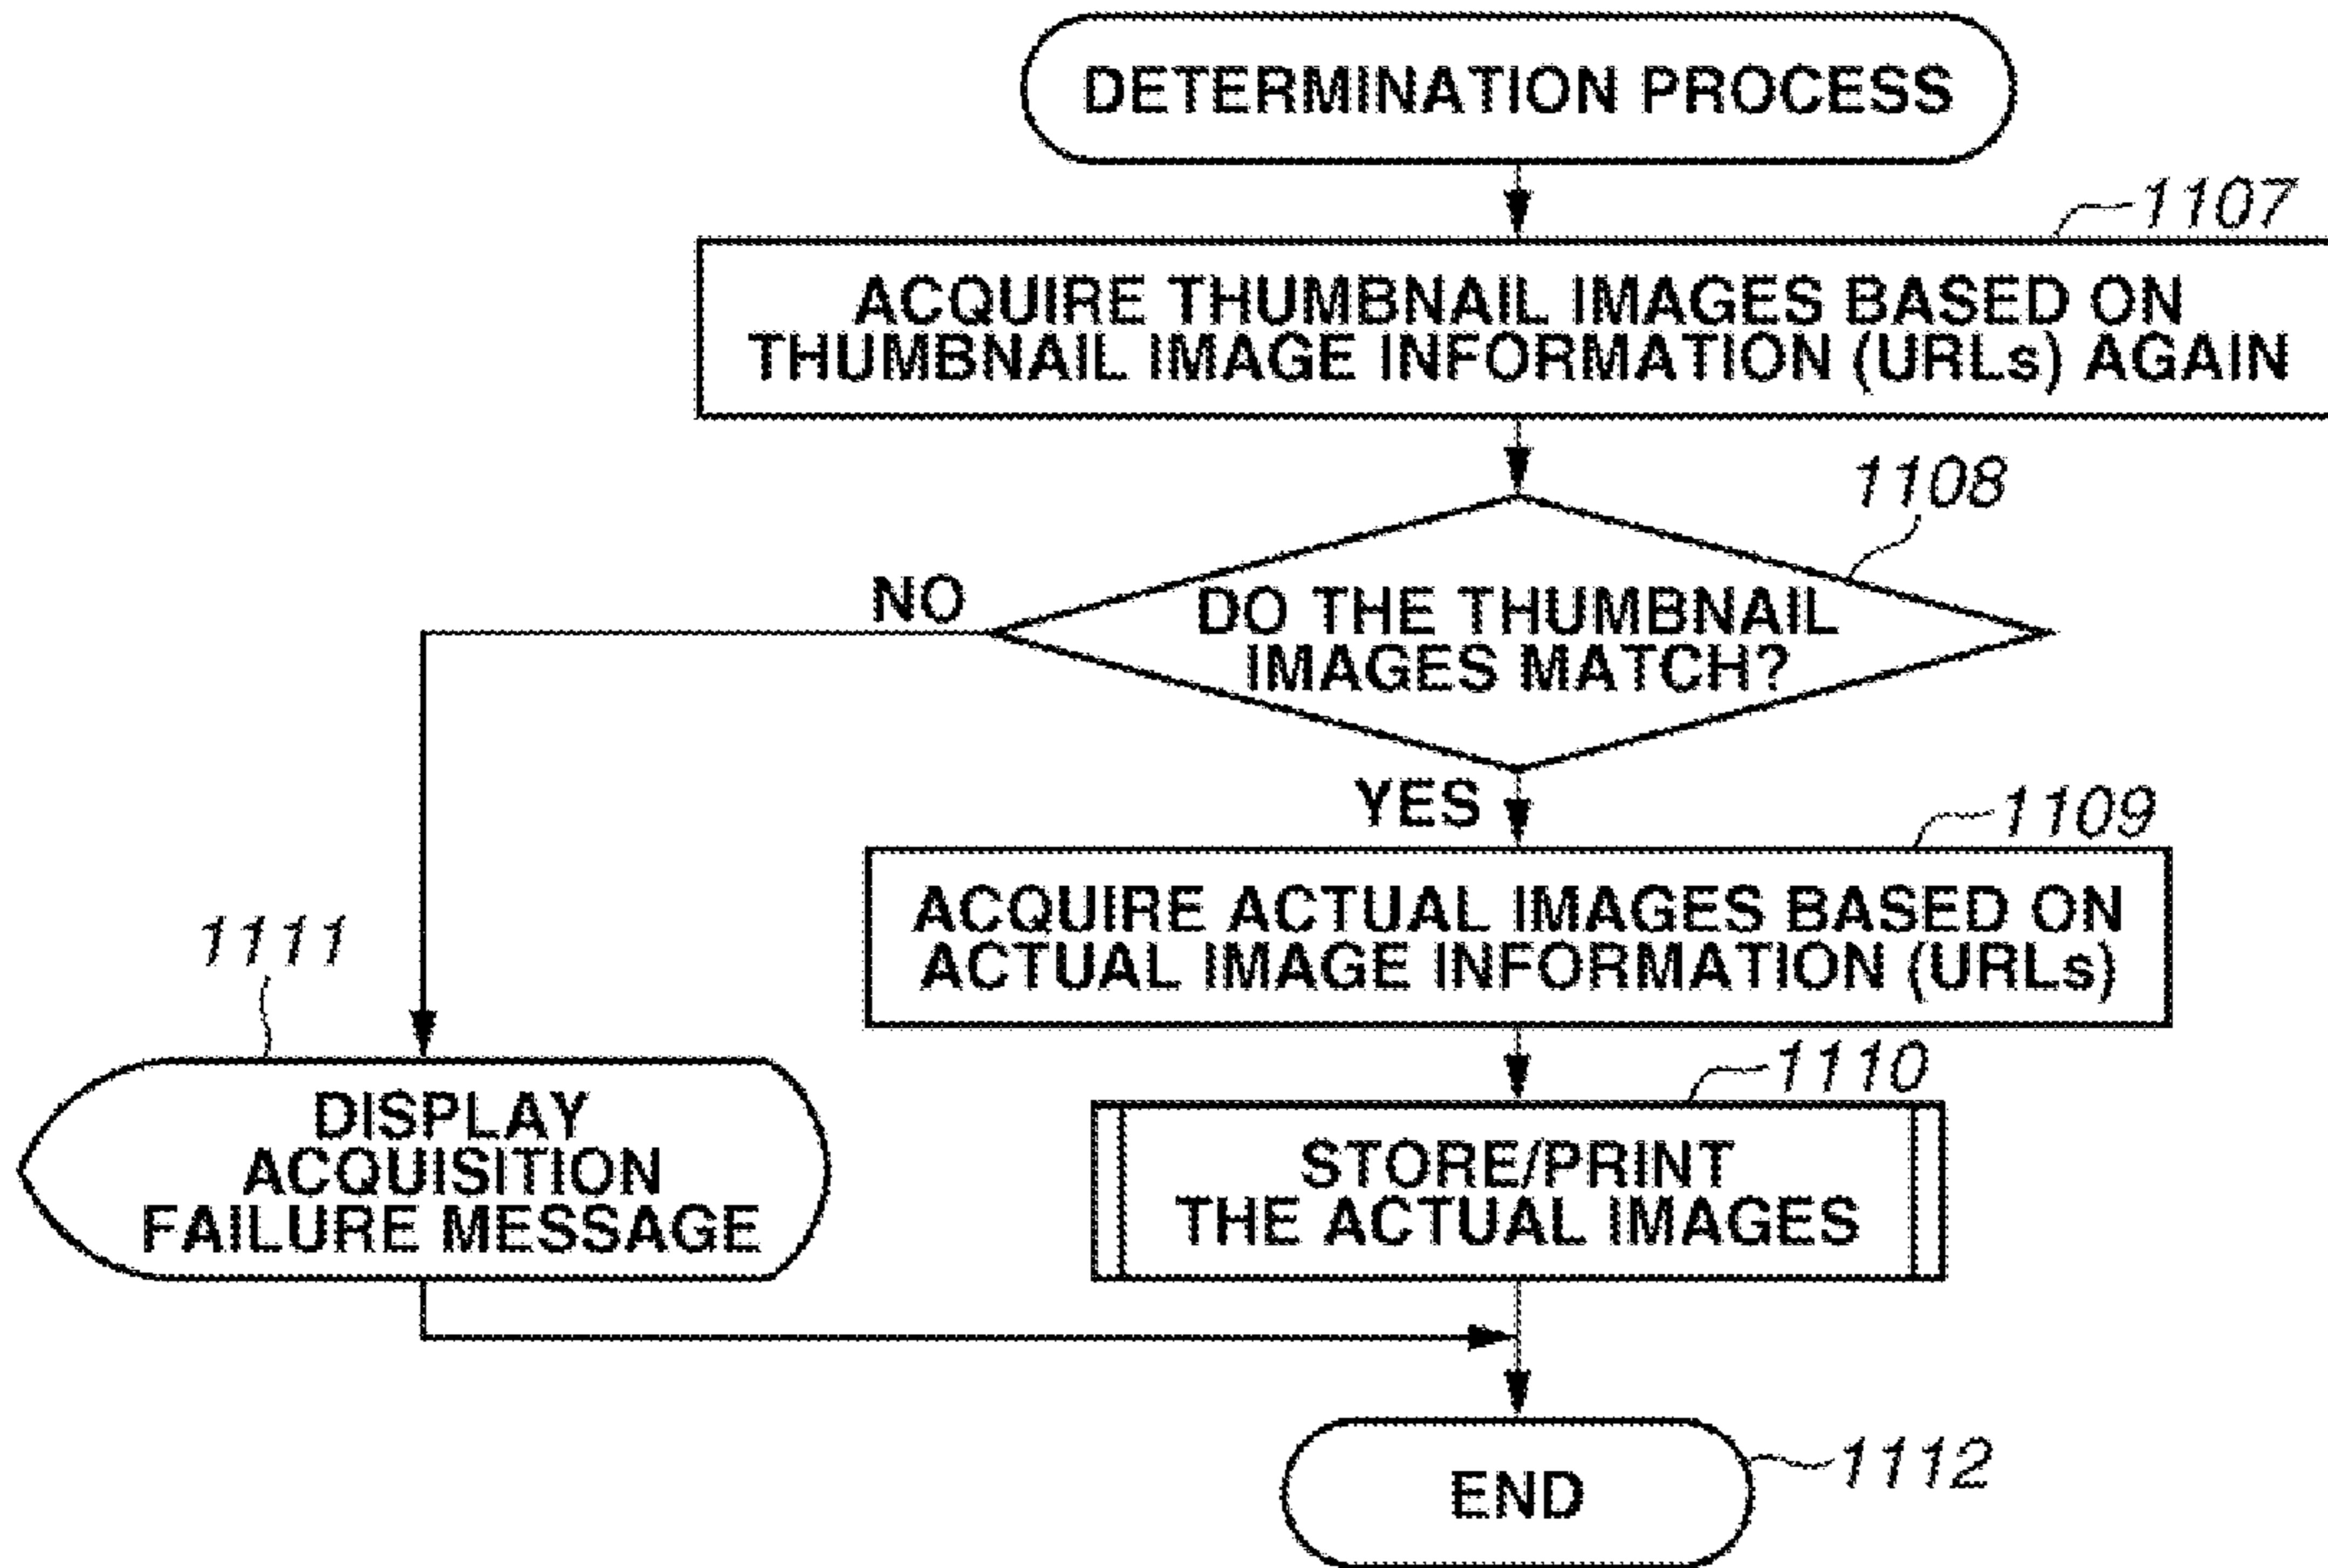 DETERMINATION PROCESS
1107
ACQUIRE THUMBNAIL IMAGES BASED ON
THUMBNAIL IMAGE INFORMATION (URLs) AGAIN
1108
NO
DO THE THUMBNAIL
IMAGES MATCH?
YES
1109
ACQUIRE ACTUAL IMAGES BASED ON
ACTUAL IMAGE INFORMATION (URLs)
1111
DISPLAY
ACQUISITION
FAILURE MESSAGE
1110
STORE/PRINT
THE ACTUAL IMAGES
END
1112